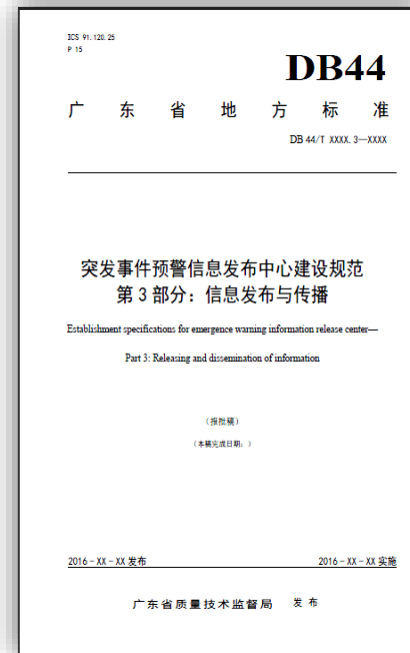 ICS 91.120.25
P 15
DB44
广东省地方标准
DB 44/T XXXX.3—XXXX
突发事件预警信息发布中心建设规范
第 3 部分：信息发布与传播
Establishment specifications for emergence warning information release center—
Part 3: Releasing and dissemination of information
（报批稿）
（本稿完成日期：）
2016－XX－XX 发布 2016－XX－XX 实施
广东省质量技术监督局 发布